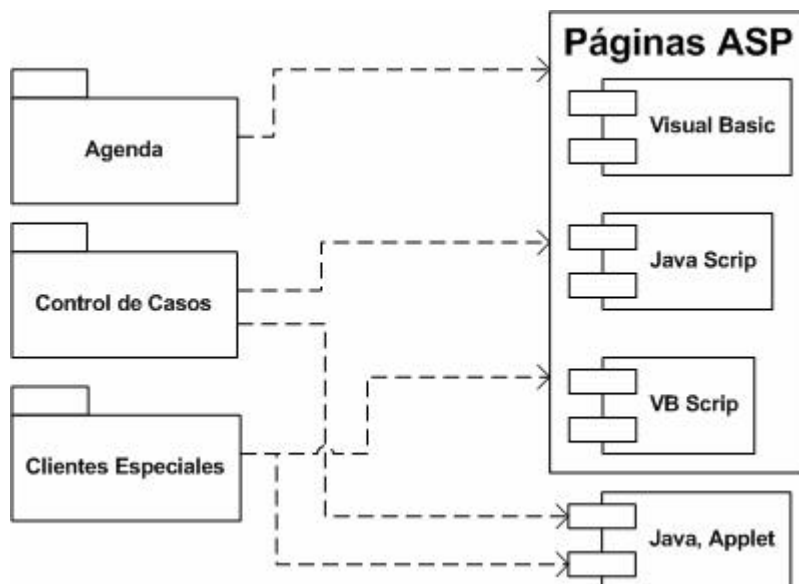 Páginas ASP
Visual Basic
Agenda
Java Scrip
Control de Casos
VB Scrip
Clientes Especiales
Java, Applet